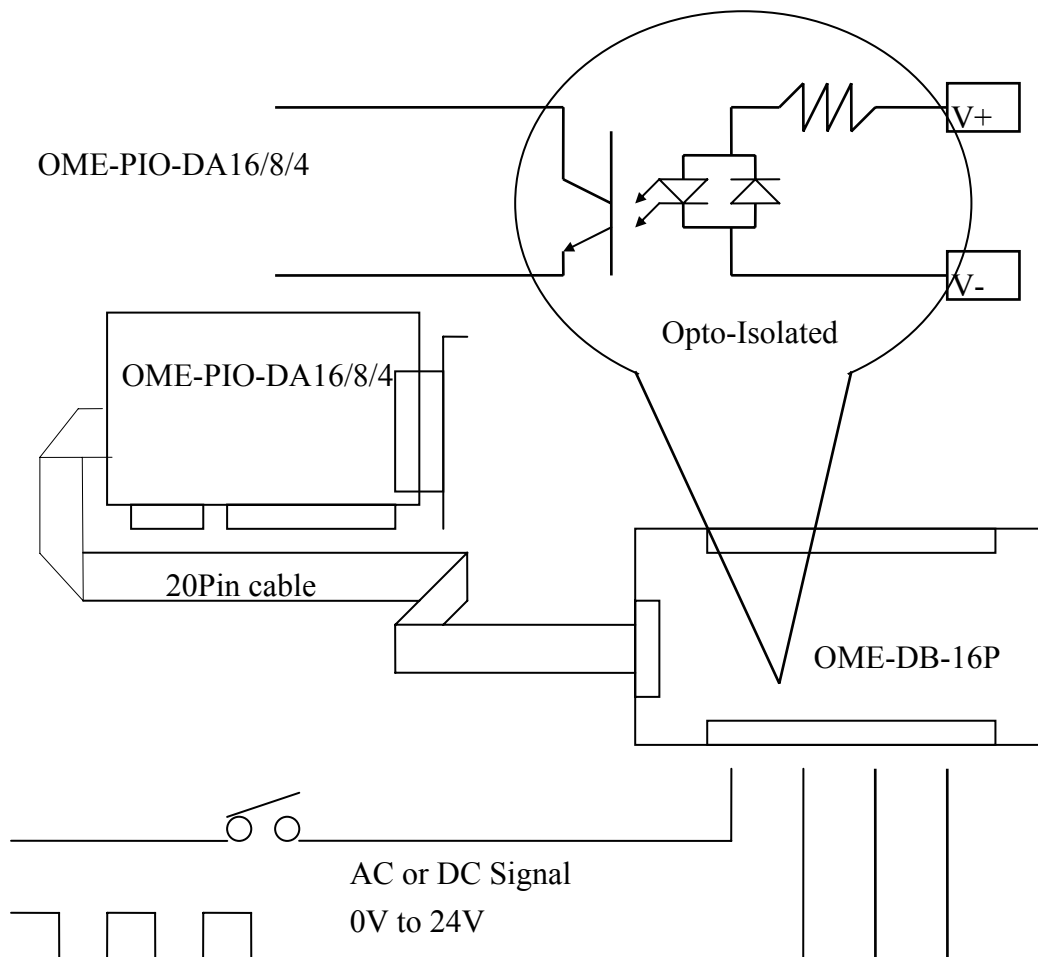 V+
OME-PIO-DA16/8/4
V-
Opto-Isolated
OME-PIO-DA16/8/4
20Pin cable
OME-DB-16P
AC or DC Signal
0V to 24V